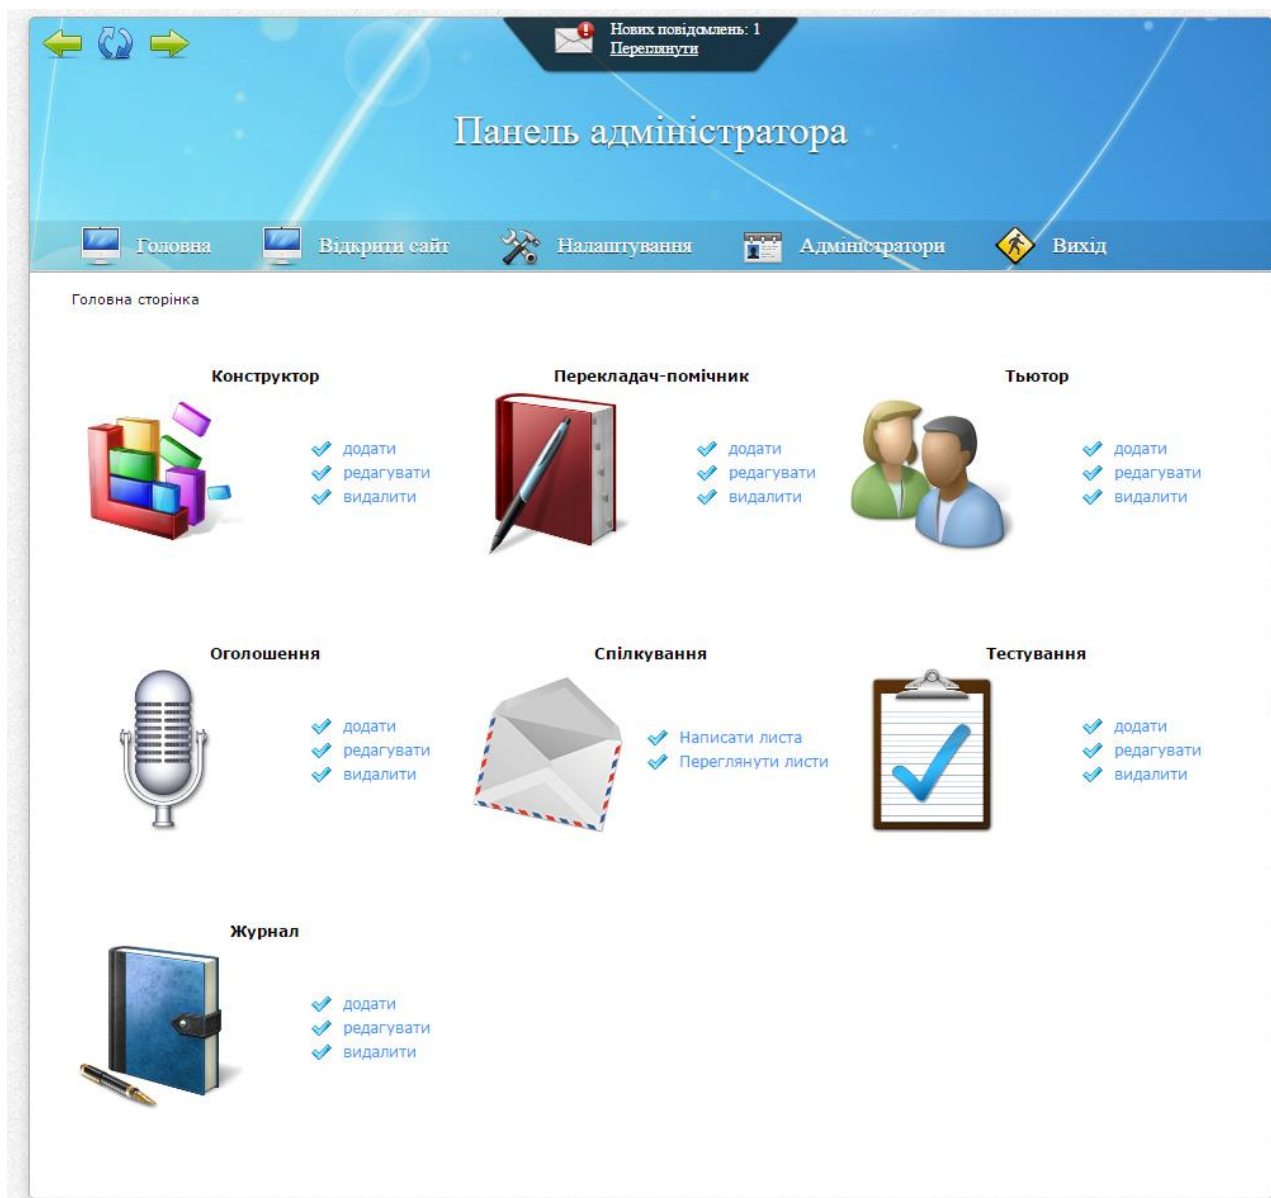 Нових повідомлень: 1
Переглянути
Панель адміністратора
Головна Відкрити сайт Налаштування Адміністратори Вихід
Головна сторінка
Конструктор Перекладач-помічник Тьютор
додати додати додати
редагувати редагувати редагувати
видалити видалити видалити
Оголошення Спілкування Тестування
додати
редагувати
видалити
Написати листа
Переглянути листи
додати
редагувати
видалити
Журнал
додати
редагувати
видалити